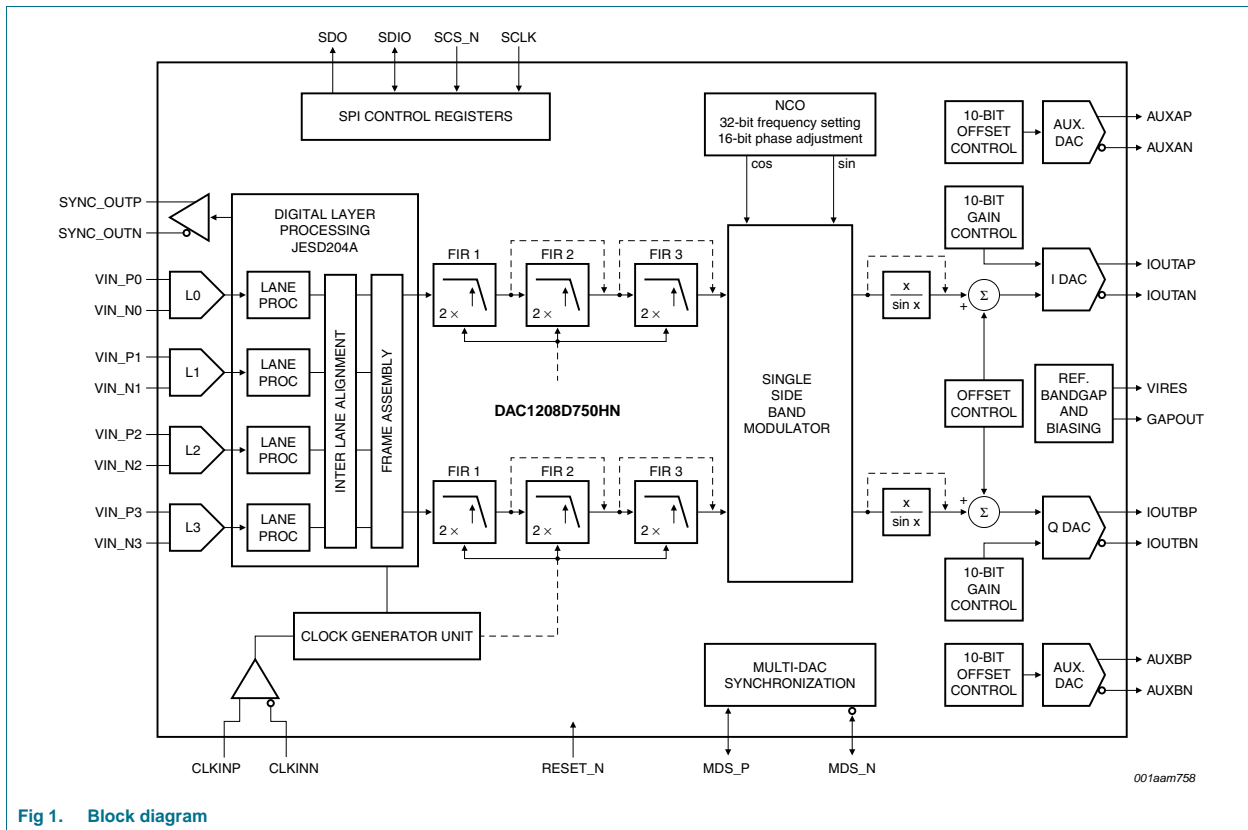 SDO SDIO SCS_N SCLK
SPI CONTROL REGISTERS
NCO
32-bit frequency setting
16-bit phase adjustment
cos sin
10-BIT
OFFSET
CONTROL
AUX.
DAC
AUXAP
AUXAN
SYNC_OUTP
SYNC_OUTN
DIGITAL LAYER
PROCESSING
JESD204A
10-BIT
GAIN
CONTROL
VIN_P0
VIN_N0
L0
LANE
PROC
FIR 1
2 ×
FIR 2
2 ×
FIR 3
2 ×
x
sin x
+
Σ
I DAC
IOUTAP
IOUTAN
VIN_P1
VIN_N1
L1
LANE
PROC
INTER LANE ALIGNMENT
FRAME ASSEMBLY
DAC1208D750HN
SINGLE
SIDE
BAND
MODULATOR
OFFSET
CONTROL
REF.
BANDGAP
AND
BIASING
VIRES
GAPOUT
VIN_P2
VIN_N2
L2
LANE
PROC
VIN_P3
VIN_N3
L3
LANE
PROC
FIR 1
2 ×
FIR 2
2 ×
FIR 3
2 ×
x
sin x
+
Σ
Q DAC
IOUTBP
IOUTBN
10-BIT
GAIN
CONTROL
CLOCK GENERATOR UNIT
MULTI-DAC
SYNCHRONIZATION
10-BIT
OFFSET
CONTROL
AUX.
DAC
AUXBP
AUXBN
CLKINP CLKINN RESET_N MDS_P MDS_N
001aam758
Fig 1. Block diagram